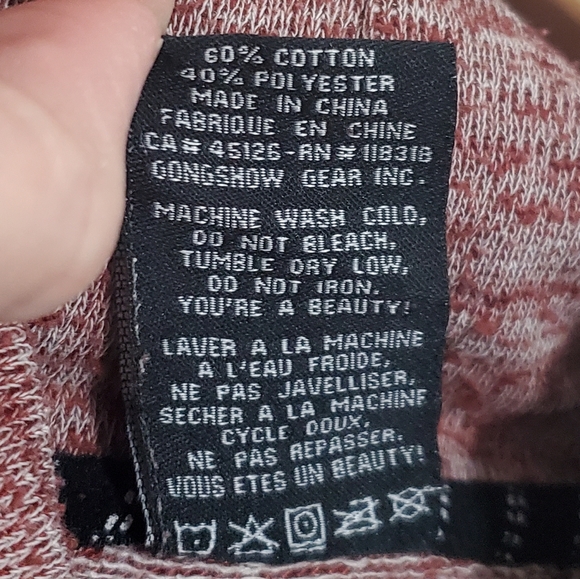 60% COTTON
40% POLYESTER
MADE IN CHINA
FABRIQUE EN CHINE
CA# 45126-RN# 118318
GONGSHOW GEAR INC.
MACHINE WASH COLD,
DO NOT BLEACH,
TUMBLE DRY LOW,
DO NOT IRON,
YOU'RE A BEAUTY!
LAVER A LA MACHINE
A L'EAU FROIDE,
NE PAS JAVELLISER,
SECHER A LA MACHINE
CYCLE DOUX,
NE PAS REPASSER.
VOUS ETES UN BEAUTY!